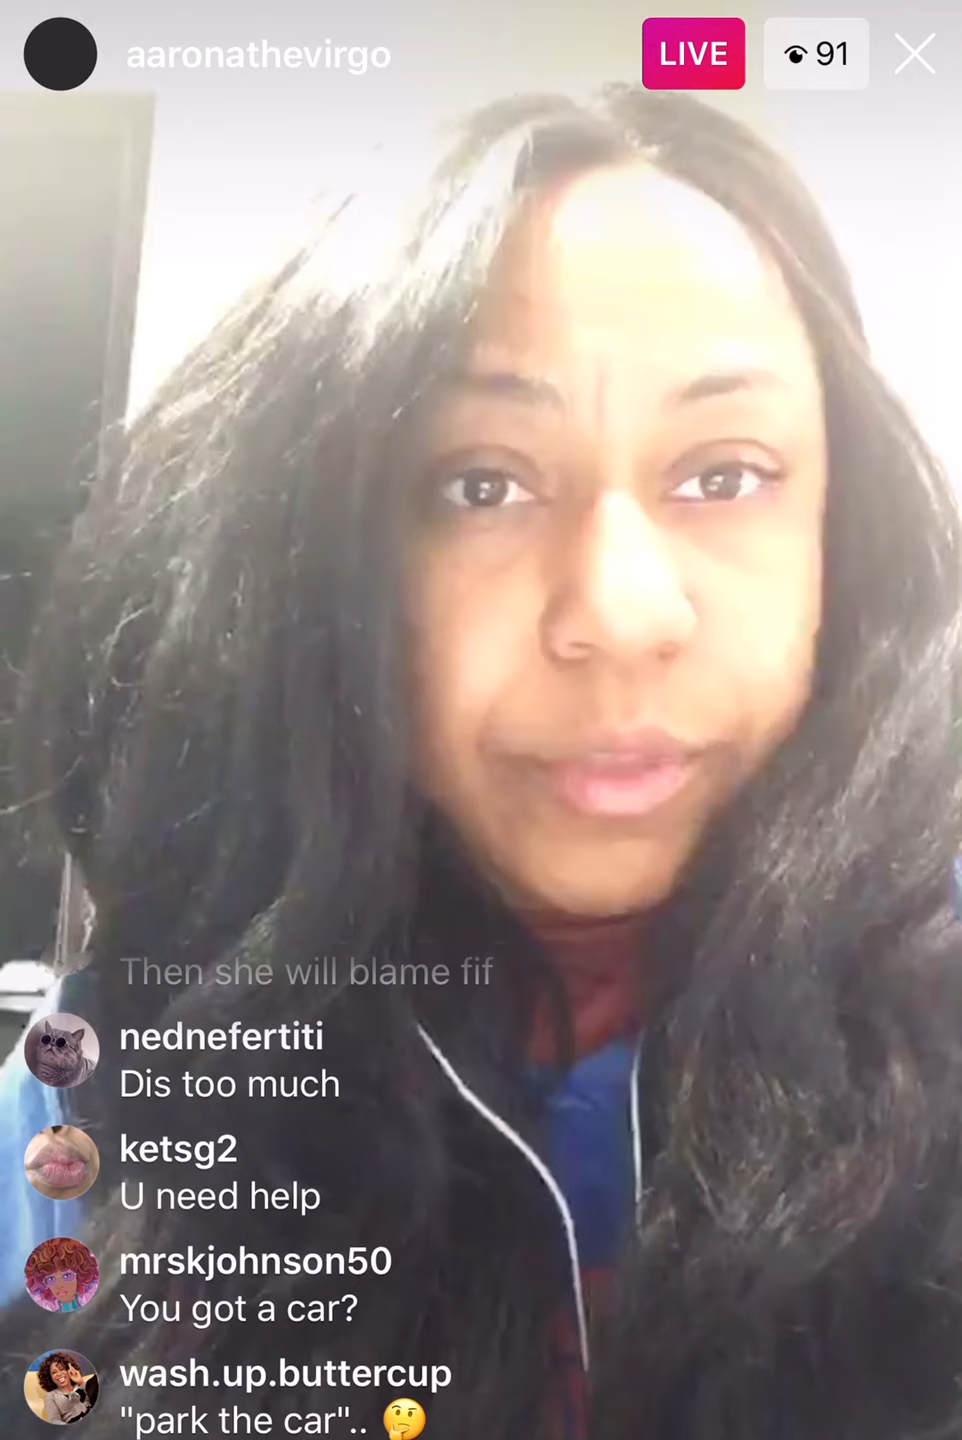 aaronathevirgo
LIVE
91
Then she will blame fif
nednefertiti
Dis too much
ketsg2
U need help
mrskjohnson50
You got a car?
wash.up.buttercup
"park the car".. 🤔